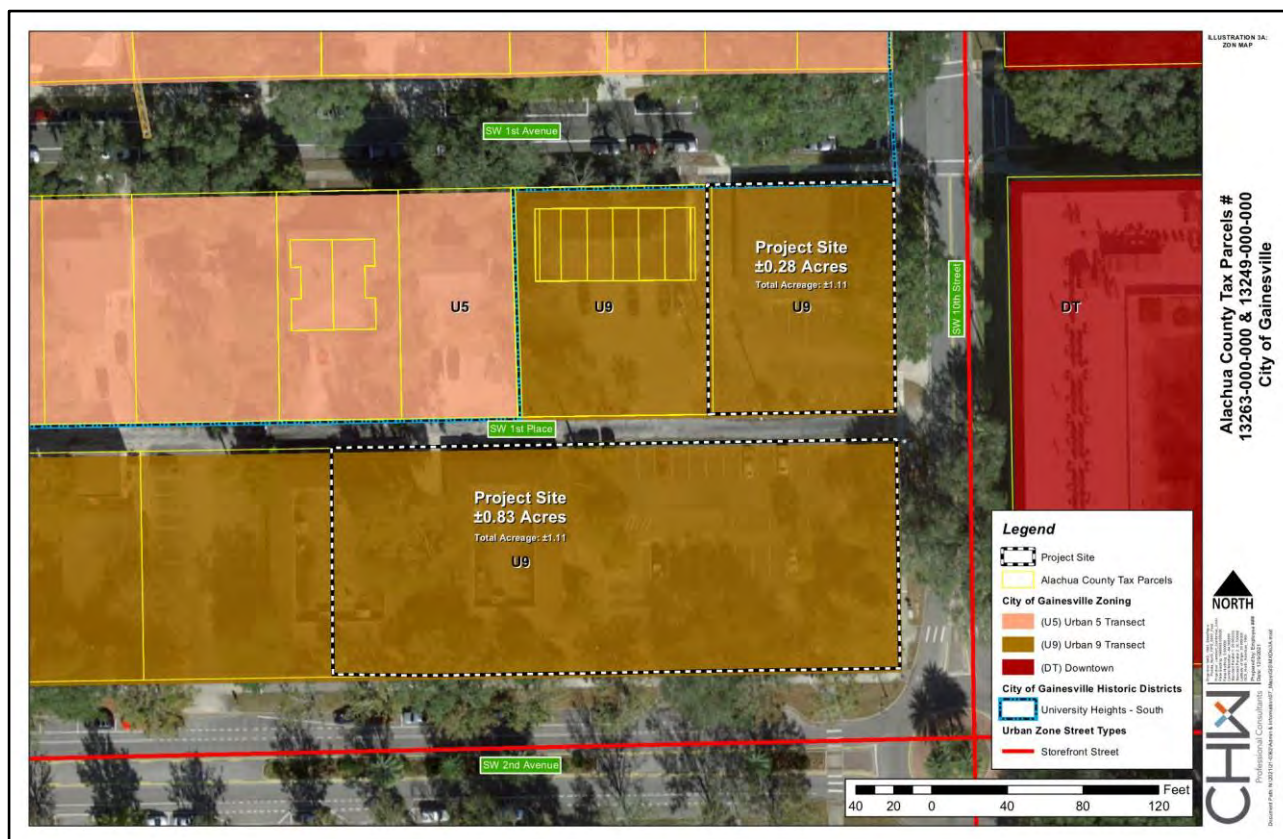 ILLUSTRATION 3A:
ZON MAP
SW 1st Avenue
Project Site
±0.28 Acres
Total Acreage: ±1.11
U5
U9
U9
SW 10th Street
DT
SW 1st Place
Project Site
±0.83 Acres
Total Acreage: ±1.11
U9
SW 2nd Avenue
Alachua County Tax Parcels #
13263-000-000 & 13249-000-000
City of Gainesville
Legend
Project Site
Alachua County Tax Parcels
City of Gainesville Zoning
(U5) Urban 5 Transect
(U9) Urban 9 Transect
(DT) Downtown
City of Gainesville Historic Districts
University Heights - South
Urban Zone Street Types
Storefront Street
Feet
40 20 0 40 80 120
NORTH
CHW
Professional Consultants